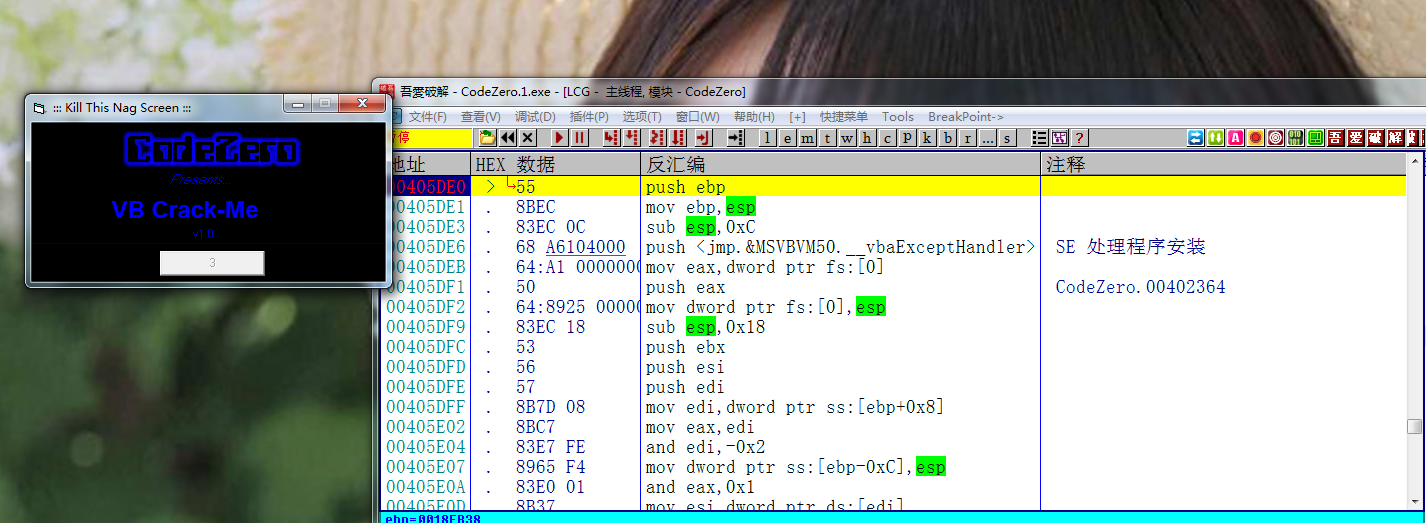 ::: Kill This Nag Screen :::
CodeZero
Presents...
VB Crack-Me
v1.0
3
吾愛破解 - CodeZero.1.exe - [LCG - 主线程, 模块 - CodeZero]
文件(F) 查看(V) 调试(D) 插件(P) 选项(T) 窗口(W) 帮助(H) [+] 快捷菜单 Tools BreakPoint->
停 l e m t w h c p k b r ... s ? A 吾 愛 破 解
地址 HEX 数据 反汇编 注释
00405DE0 > 55 push ebp
00405DE1 . 8BEC mov ebp,esp
00405DE3 . 83EC 0C sub esp,0xC
00405DE6 . 68 A6104000 push <jmp.&MSVBVM50.__vbaExceptHandler> SE 处理程序安装
00405DEB . 64:A1 0000000 mov eax,dword ptr fs:[0]
00405DF1 . 50 push eax CodeZero.00402364
00405DF2 . 64:8925 00000 mov dword ptr fs:[0],esp
00405DF9 . 83EC 18 sub esp,0x18
00405DFC . 53 push ebx
00405DFD . 56 push esi
00405DFE . 57 push edi
00405DFF . 8B7D 08 mov edi,dword ptr ss:[ebp+0x8]
00405E02 . 8BC7 mov eax,edi
00405E04 . 83E7 FE and edi,-0x2
00405E07 . 8965 F4 mov dword ptr ss:[ebp-0xC],esp
00405E0A . 83E0 01 and eax,0x1
00405E0D . 8B37 mov esi,dword ptr ds:[edi]
ebp=0018EB38